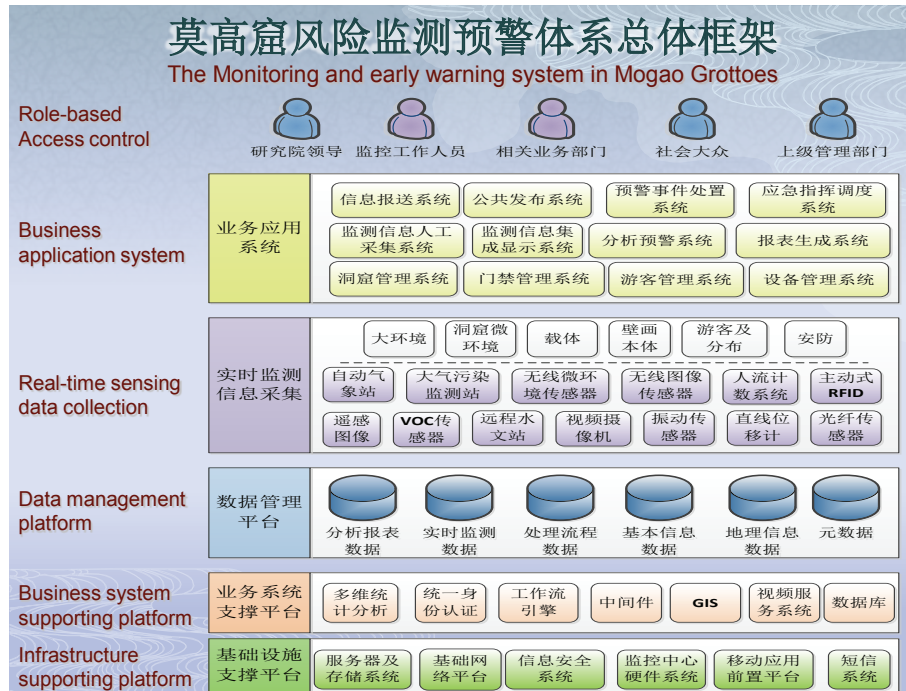 莫高窟风险监测预警体系总体框架
The Monitoring and early warning system in Mogao Grottoes
Role-based
Access control
研究院领导 监控工作人员 相关业务部门 社会大众 上级管理部门
Business
application system
业务应用
系统
信息报送系统
公共发布系统
预警事件处置
系统
应急指挥调度
系统
监测信息人工
采集系统
监测信息集
成显示系统
分析预警系统
报表生成系统
洞窟管理系统
门禁管理系统
游客管理系统
设备管理系统
Real-time sensing
data collection
实时监测
信息采集
大环境
洞窟微
环境
载体
壁画
本体
游客及
分布
安防
自动气
象站
大气污染
监测站
无线微环
境传感器
无线图像
传感器
人流计
数系统
主动式
RFID
遥感
图像
VOC传
感器
远程水
文站
视频摄
像机
振动传
感器
直线位
移计
光纤传
感器
Data management
platform
数据管理
平台
分析报表
数据
实时监测
数据
处理流程
数据
基本信息
数据
地理信息
数据
元数据
Business system
supporting platform
业务系统
支撑平台
多维统
计分析
统一身
份认证
工作流
引擎
中间件
GIS
视频服
务系统
数据库
Infrastructure
supporting platform
基础设施
支撑平台
服务器及
存储系统
基础网
络平台
信息安全
系统
监控中心
硬件系统
移动应用
前置平台
短信
系统